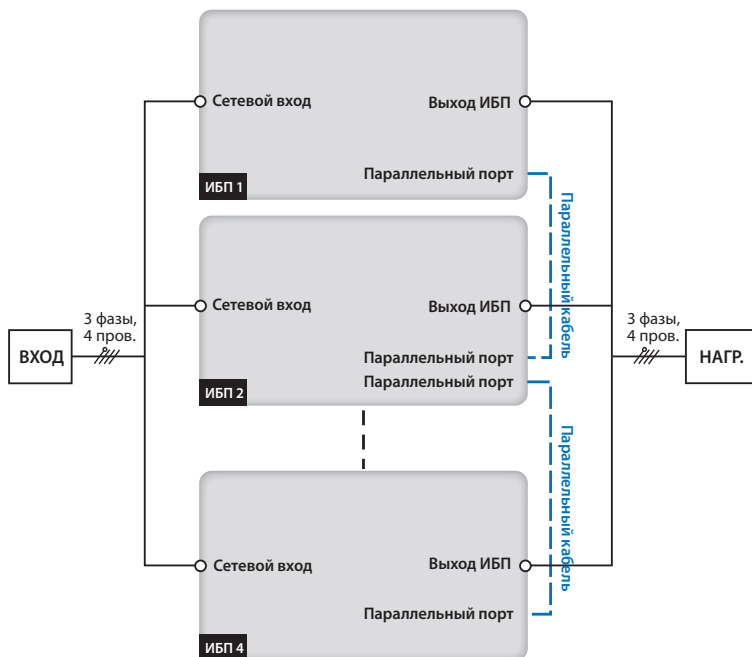 Сетевой вход
Выход ИБП
Параллельный порт
ИБП 1
Параллельный кабель
Сетевой вход
Выход ИБП
3 фазы,
4 пров.
ВХОД
3 фазы,
4 пров.
НАГР.
Параллельный порт
Параллельный порт
ИБП 2
Параллельный кабель
Сетевой вход
Выход ИБП
Параллельный порт
ИБП 4